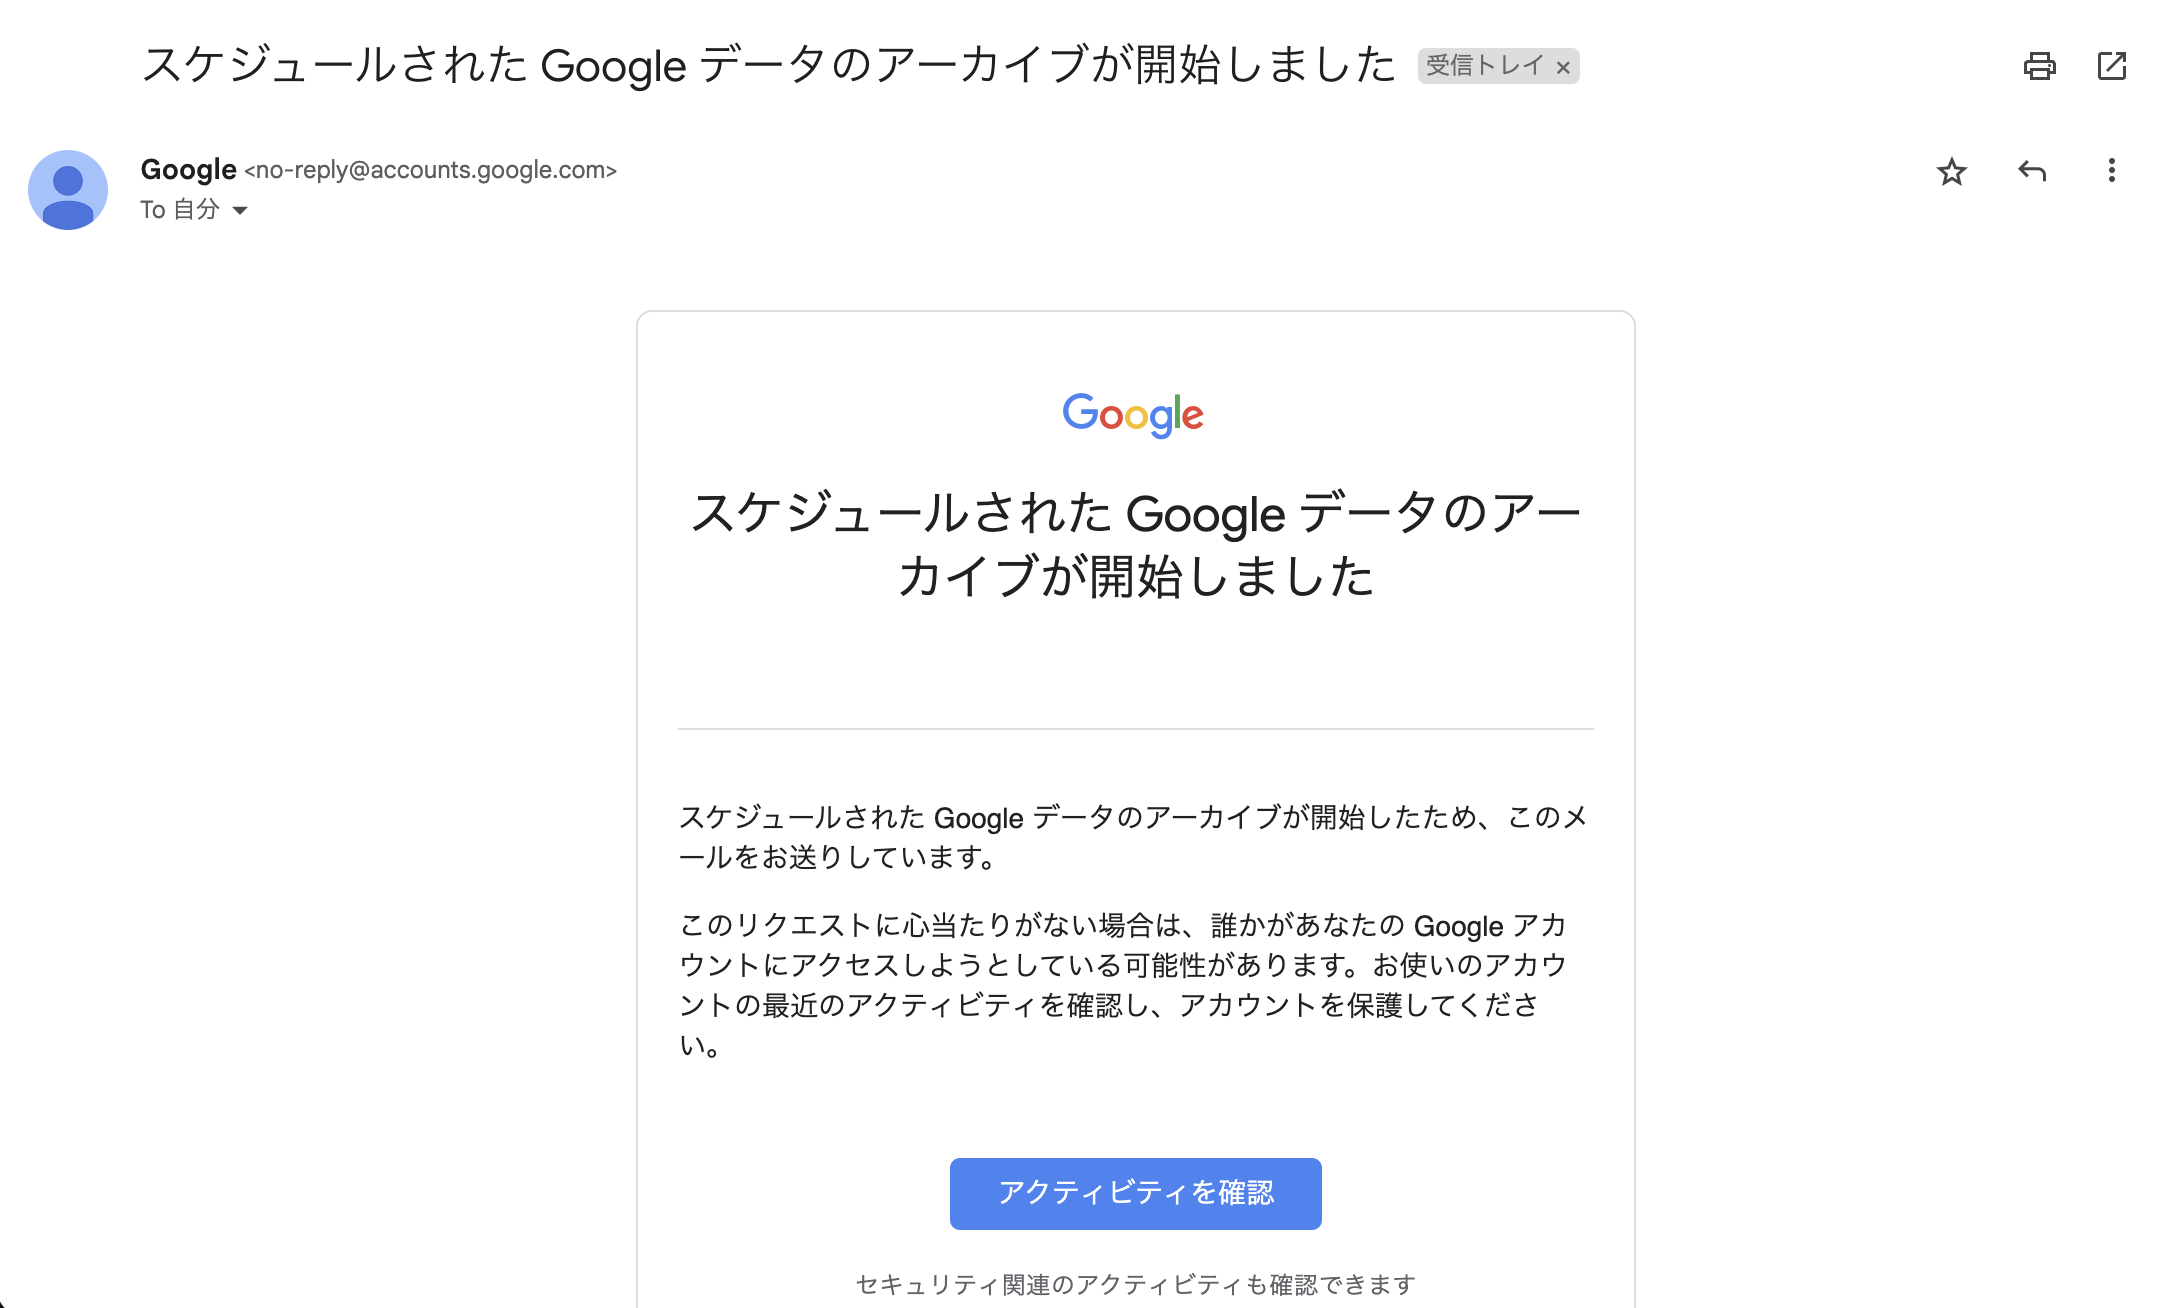 スケジュールされた Google データのアーカイブが開始しました 受信トレイ ×
Google <no-reply@accounts.google.com>
To 自分
Google
スケジュールされた Google データのアー
カイブが開始しました
スケジュールされた Google データのアーカイブが開始したため、このメ
ールをお送りしています。
このリクエストに心当たりがない場合は、誰かがあなたの Google アカ
ウントにアクセスしようとしている可能性があります。お使いのアカウ
ントの最近のアクティビティを確認し、アカウントを保護してくださ
い。
アクティビティを確認
セキュリティ関連のアクティビティも確認できます